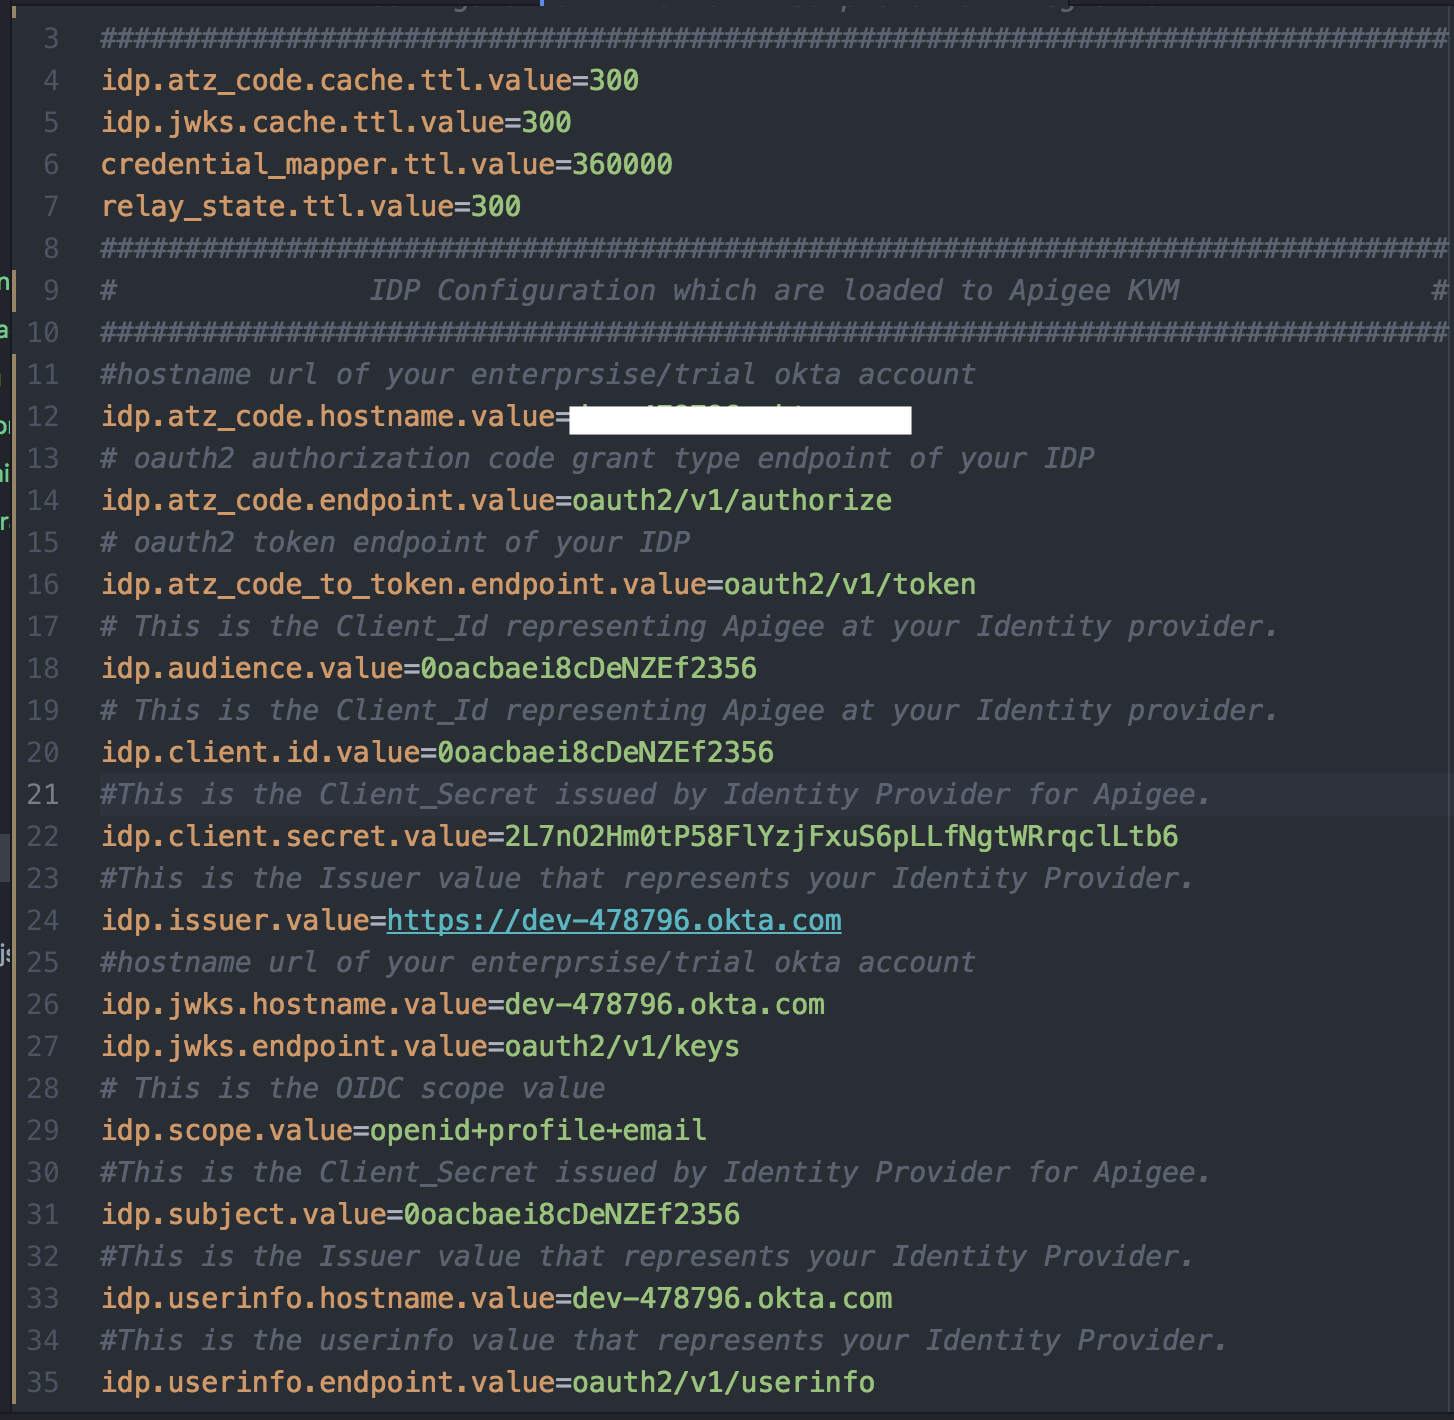 3 ################################################################################
4 idp.atz_code.cache.ttl.value=300
5 idp.jwks.cache.ttl.value=300
6 credential_mapper.ttl.value=360000
7 relay_state.ttl.value=300
8 ################################################################################
9 # IDP Configuration which are loaded to Apigee KVM #
10 ################################################################################
11 #hostname url of your enterprsise/trial okta account
12 idp.atz_code.hostname.value=
13 # oauth2 authorization code grant type endpoint of your IDP
14 idp.atz_code.endpoint.value=oauth2/v1/authorize
15 # oauth2 token endpoint of your IDP
16 idp.atz_code_to_token.endpoint.value=oauth2/v1/token
17 # This is the Client_Id representing Apigee at your Identity provider.
18 idp.audience.value=0oacbaei8cDeNZEf2356
19 # This is the Client_Id representing Apigee at your Identity provider.
20 idp.client.id.value=0oacbaei8cDeNZEf2356
21 #This is the Client_Secret issued by Identity Provider for Apigee.
22 idp.client.secret.value=2L7nO2Hm0tP58FlYzjFxuS6pLLfNgtWRrqclLtb6
23 #This is the Issuer value that represents your Identity Provider.
24 idp.issuer.value=https://dev-478796.okta.com
25 #hostname url of your enterprsise/trial okta account
26 idp.jwks.hostname.value=dev-478796.okta.com
27 idp.jwks.endpoint.value=oauth2/v1/keys
28 # This is the OIDC scope value
29 idp.scope.value=openid+profile+email
30 #This is the Client_Secret issued by Identity Provider for Apigee.
31 idp.subject.value=0oacbaei8cDeNZEf2356
32 #This is the Issuer value that represents your Identity Provider.
33 idp.userinfo.hostname.value=dev-478796.okta.com
34 #This is the userinfo value that represents your Identity Provider.
35 idp.userinfo.endpoint.value=oauth2/v1/userinfo